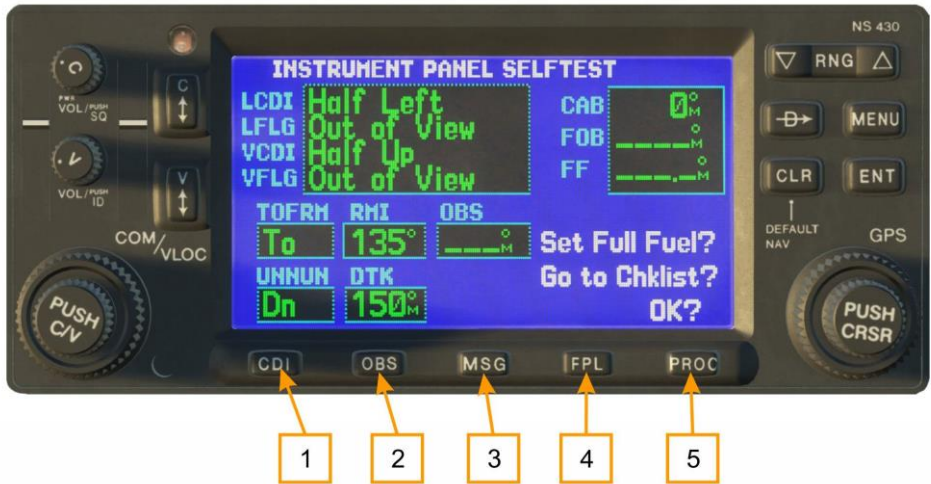 NS 430
C
PWR
VOL/PUSH SQ
C
RNG
INSTRUMENT PANEL SELFTEST
LCDI Half Left
LFLG Out of View
VCDI Half Up
VFLG Out of View
CAB 0°M
FOB ____°M
FF ___._°M
D
MENU
V
VOL/PUSH ID
V
CLR
ENT
DEFAULT NAV
TOFRM RMI OBS
To 135° ___°M
Set Full Fuel?
COM/VLOC
GPS
Go to Chklist?
UNNUN DTK
Dn 150°M
OK?
PUSH C/V
PUSH CRSR
CDI OBS MSG FPL PROC
1 2 3 4 5